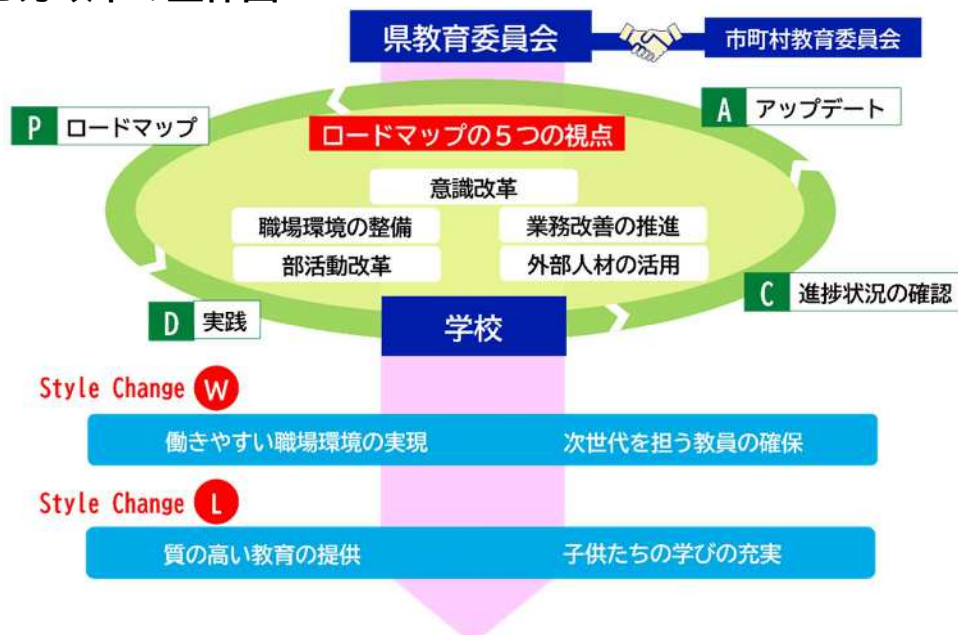 県教育委員会
市町村教育委員会
P ロードマップ
A アップデート
ロードマップの5つの視点
意識改革
職場環境の整備
業務改善の推進
部活動改革
外部人材の活用
D 実践
C 進捗状況の確認
学校
Style Change W
働きやすい職場環境の実現
次世代を担う教員の確保
Style Change L
質の高い教育の提供
子供たちの学びの充実